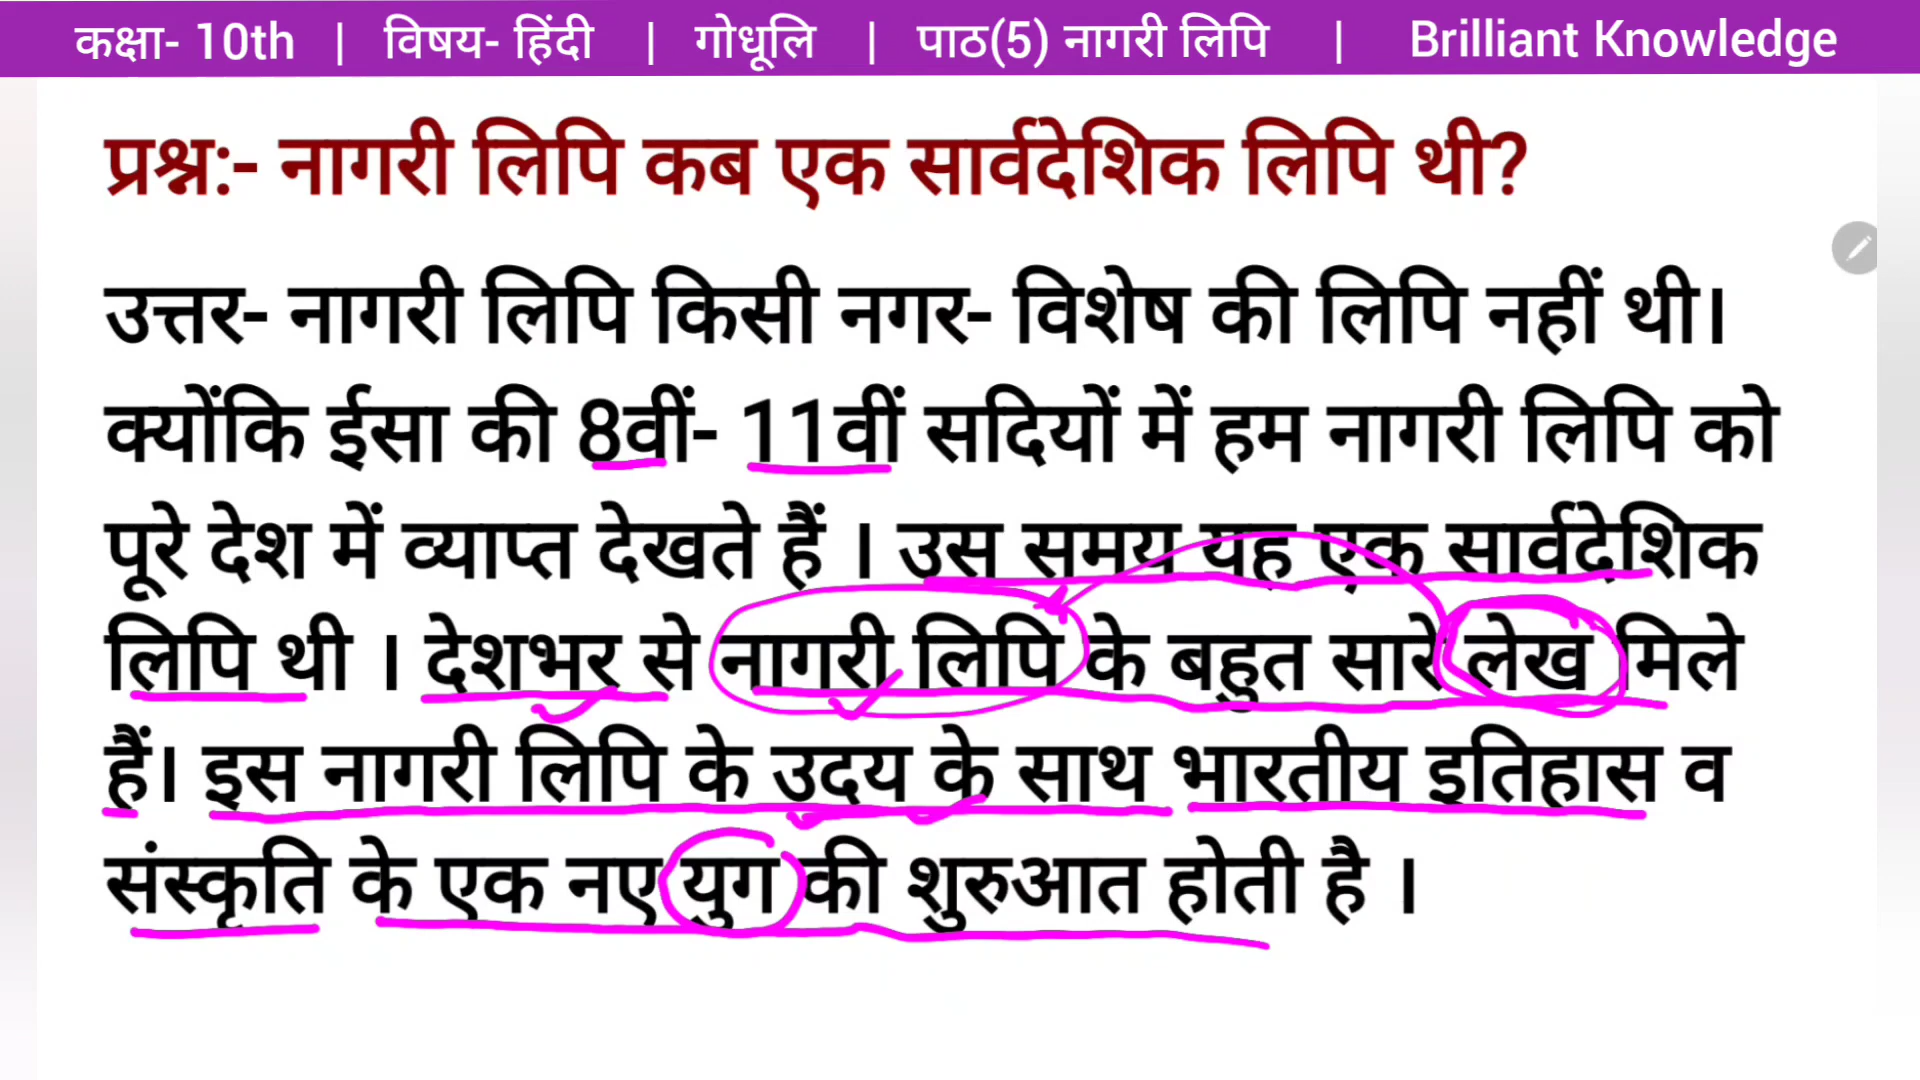 कक्षा- 10th | विषय- हिंदी | गोधूलि | पाठ(5) नागरी लिपि | Brilliant Knowledge
प्रश्न:- नागरी लिपि कब एक सार्वदेशिक लिपि थी?
उत्तर- नागरी लिपि किसी नगर- विशेष की लिपि नहीं थी।
क्योंकि ईसा की 8वीं- 11वीं सदियों में हम नागरी लिपि को
पूरे देश में व्याप्त देखते हैं । उस समय यह एक सार्वदेशिक
लिपि थी । देशभर से नागरी लिपि के बहुत सारे लेख मिले
हैं। इस नागरी लिपि के उदय के साथ भारतीय इतिहास व
संस्कृति के एक नए युग की शुरुआत होती है ।